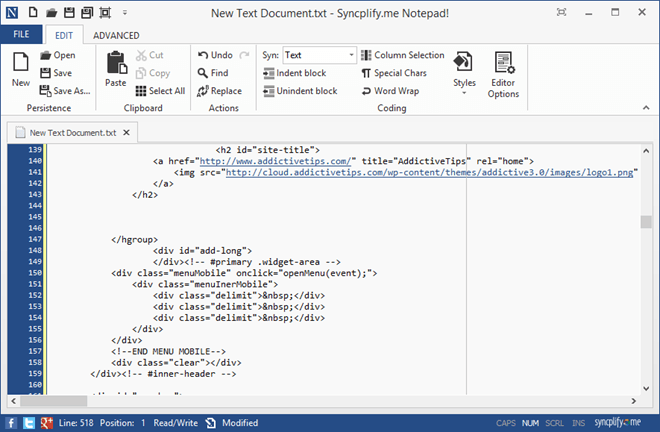 New Text Document.txt - Syncplify.me Notepad!
FILE EDIT ADVANCED
New Open Save Save As...
Paste Cut Copy Select All
Undo Find Replace
Syn: Text Indent block Unindent block
Column Selection Special Chars Word Wrap
Styles Editor Options
Persistence Clipboard Actions Coding
New Text Document.txt
139 <h2 id="site-title">
140 <a href="http://www.addictivetips.com/" title="AddictiveTips" rel="home">
141 <img src="http://cloud.addictivetips.com/wp-content/themes/addictive3.0/images/logo1.png"
142 </a>
143 </h2>
144
145
146
147 </hgroup>
148 <div id="add-long">
149 </div><!-- #primary .widget-area -->
150 <div class="menuMobile" onclick="openMenu(event);">
151 <div class="menuInerMobile">
152 <div class="delimit">&nbsp;</div>
153 <div class="delimit">&nbsp;</div>
154 <div class="delimit">&nbsp;</div>
155 </div>
156 </div>
157 <!--END MENU MOBILE-->
158 <div class="clear"></div>
159 </div><!-- #inner-header -->
160
Line: 518 Position: 1 Read/Write Modified CAPS NUM SCRL INS syncplify.me